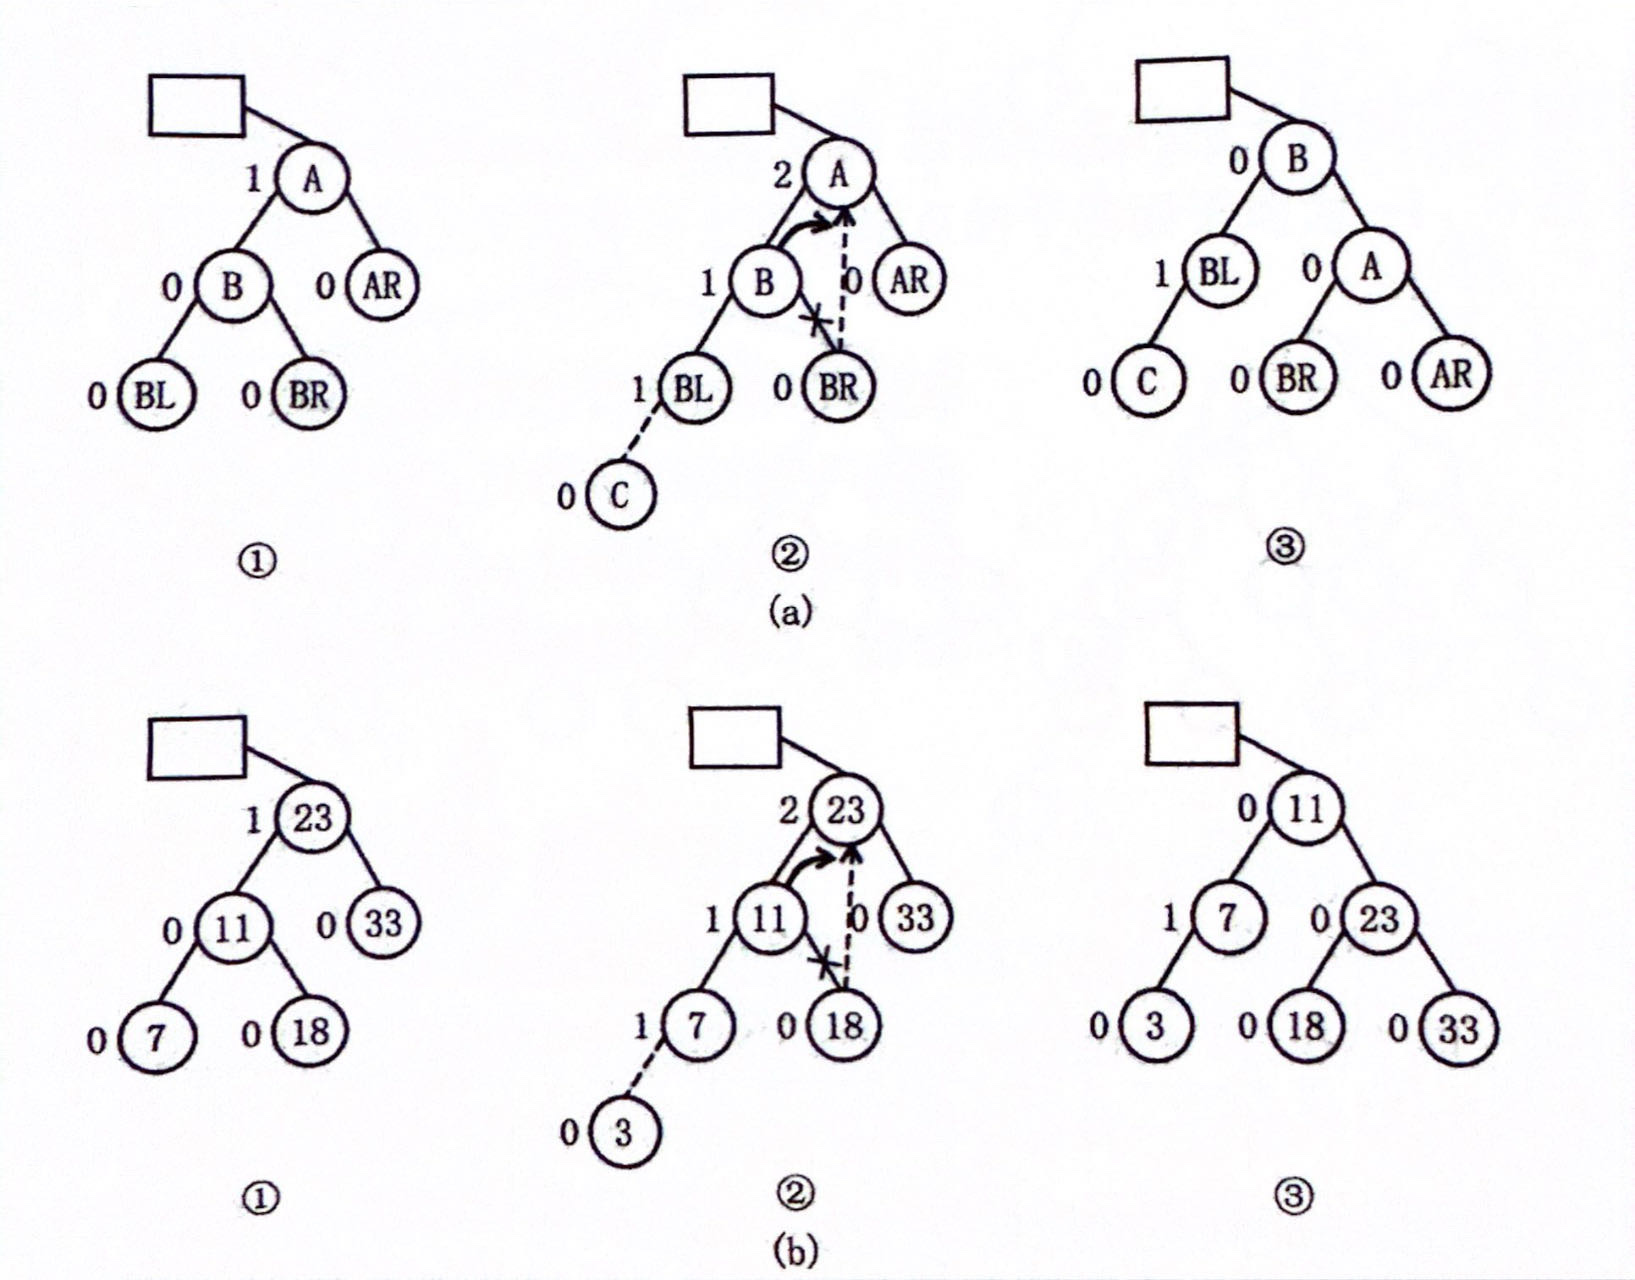 1 A 2 A 0 B
0 B 0 AR 1 B 0 AR 1 BL 0 A
0 BL 0 BR 1 BL 0 BR 0 C 0 BR 0 AR
0 C
① ② ③
(a)
1 23 2 23 0 11
0 11 0 33 1 11 0 33 1 7 0 23
0 7 0 18 1 7 0 18 0 3 0 18 0 33
0 3
① ② ③
(b)